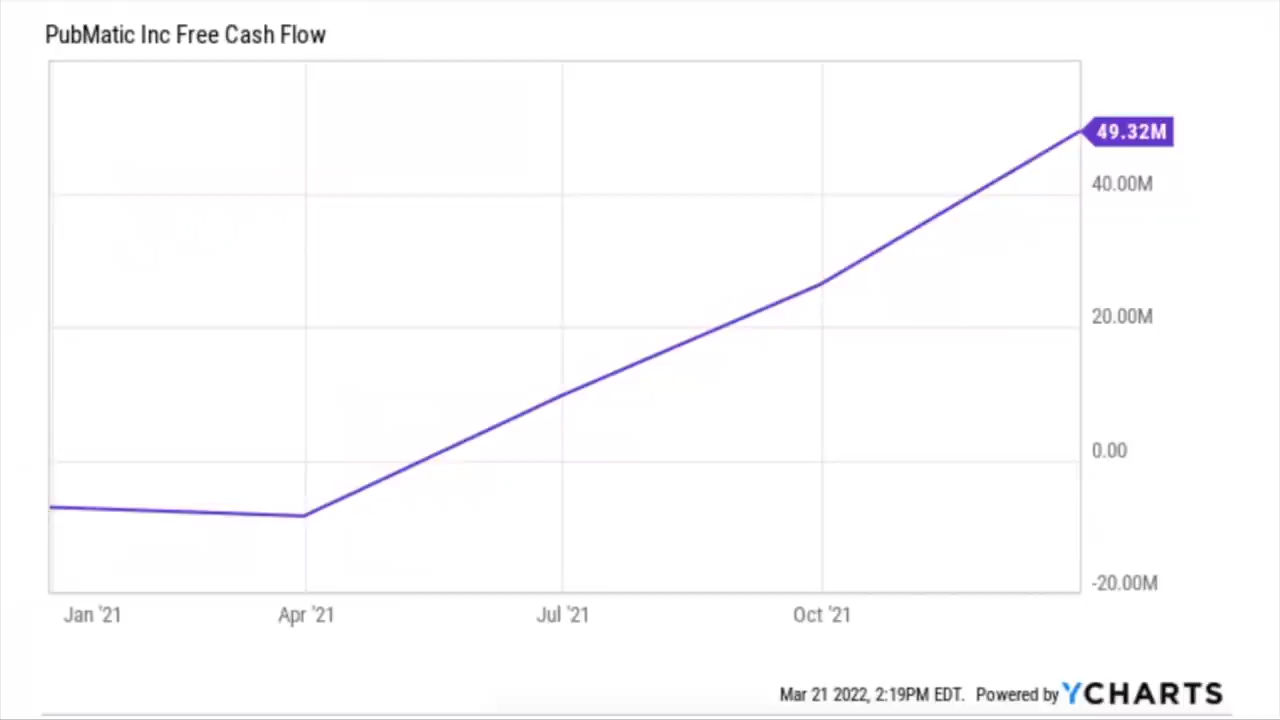 PubMatic Inc Free Cash Flow
49.32M
40.00M
20.00M
0.00
-20.00M
Jan '21 Apr '21 Jul '21 Oct '21
Mar 21 2022, 2:19PM EDT. Powered by YCHARTS